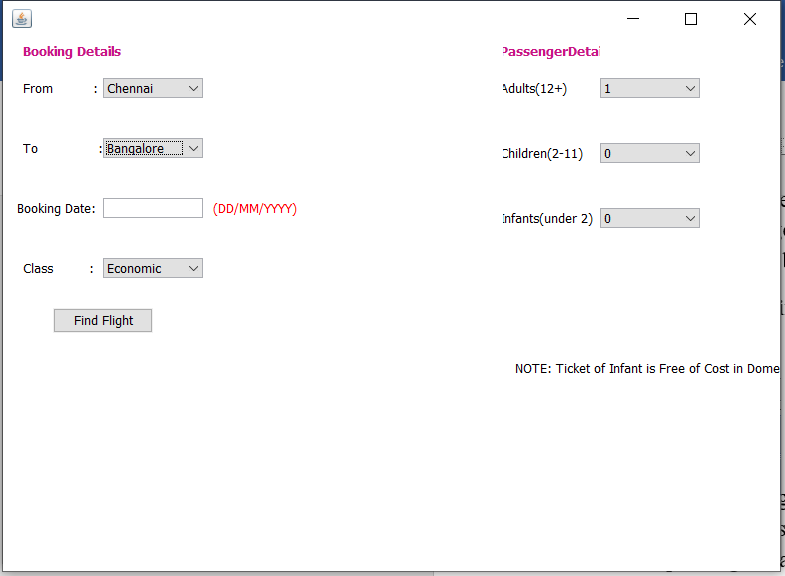 Booking Details
From : Chennai
To : Bangalore
Booking Date: (DD/MM/YYYY)
Class : Economic
Find Flight
PassengerDetai
Adults(12+) 1
Children(2-11) 0
Infants(under 2) 0
NOTE: Ticket of Infant is Free of Cost in Dome